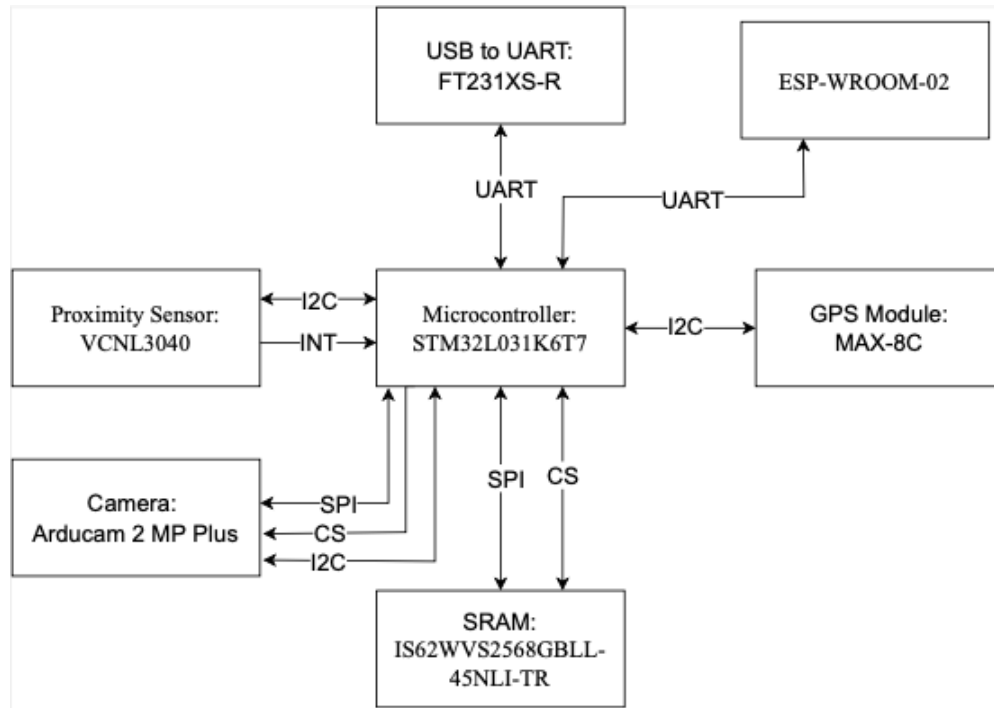 USB to UART:
FT231XS-R
ESP-WROOM-02
UART
UART
Proximity Sensor:
VCNL3040
I2C
INT
Microcontroller:
STM32L031K6T7
I2C
GPS Module:
MAX-8C
Camera:
Arducam 2 MP Plus
SPI
CS
I2C
SPI
CS
SRAM:
IS62WVS2568GBLL-
45NLI-TR